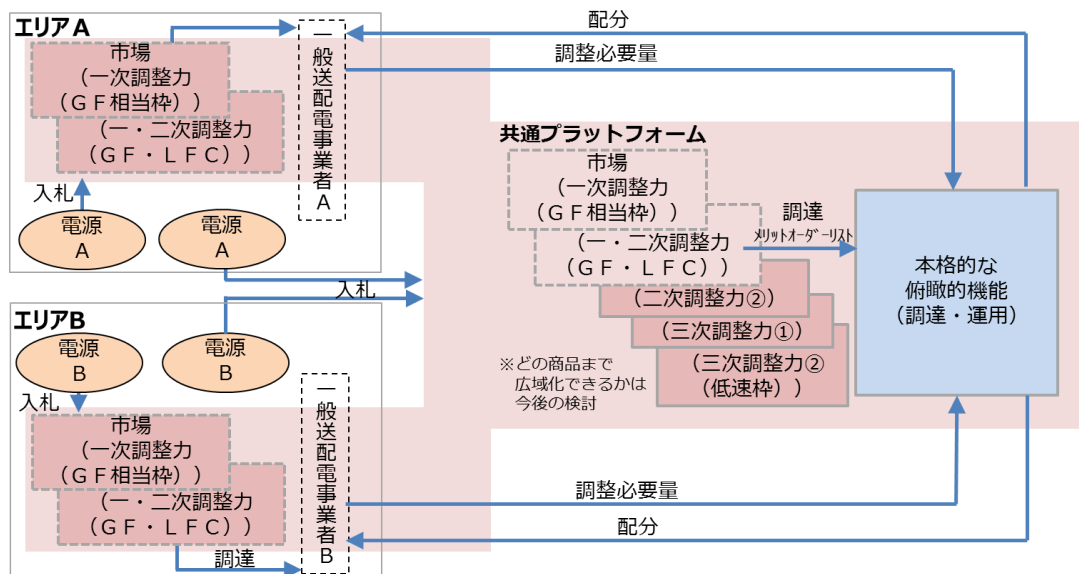 エリアA
市場
（一次調整力
（ＧＦ相当枠））
（一・二次調整力
（ＧＦ・ＬＦＣ））
一般送配電事業者A
入札
電源
A
電源
A
配分
調整必要量
共通プラットフォーム
市場
（一次調整力
（ＧＦ相当枠））
（一・二次調整力
（ＧＦ・ＬＦＣ））
（二次調整力②）
（三次調整力①）
（三次調整力②
（低速枠））
※どの商品まで
広域化できるかは
今後の検討
調達
ﾒﾘｯﾄｵｰﾀﾞｰﾘｽﾄ
本格的な
俯瞰的機能
（調達・運用）
入札
エリアB
電源
B
電源
B
入札
市場
（一次調整力
（ＧＦ相当枠））
（一・二次調整力
（ＧＦ・ＬＦＣ））
調達
一般送配電事業者B
調整必要量
配分